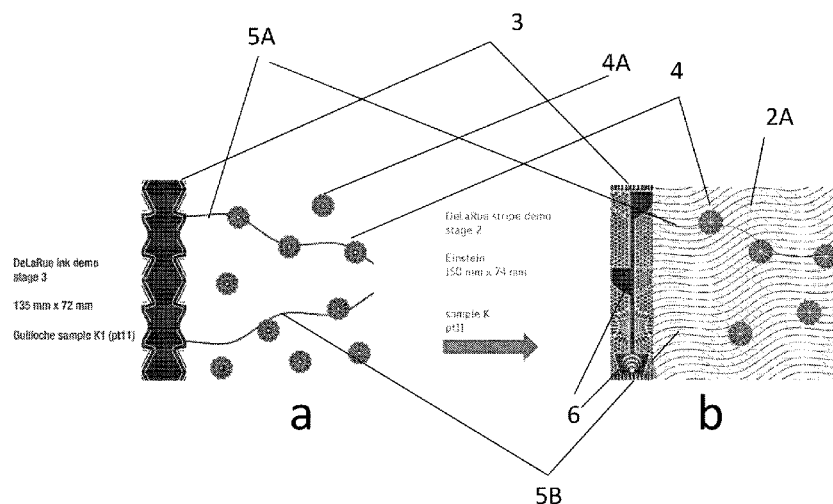 5A
3
4A
4
2A
DeLaRue ink demo
stage 3
135 mm x 72 mm
Guilloche sample K1 (pt11)
DeLaRue stripe demo
stage 2
Einstein
150 mm x 74 mm
sample K
pt11
a
6
b
5B